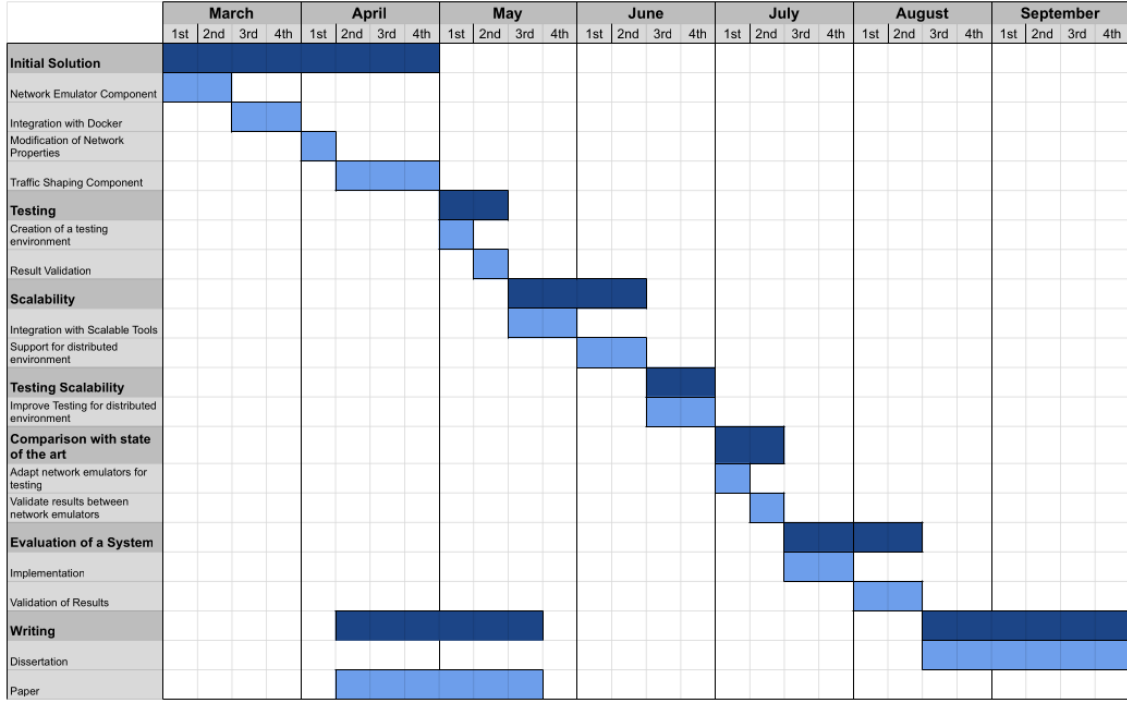 March April May June July August September
1st 2nd 3rd 4th 1st 2nd 3rd 4th 1st 2nd 3rd 4th 1st 2nd 3rd 4th 1st 2nd 3rd 4th 1st 2nd 3rd 4th 1st 2nd 3rd 4th
Initial Solution
Network Emulator Component
Integration with Docker
Modification of Network
Properties
Traffic Shaping Component
Testing
Creation of a testing
environment
Result Validation
Scalability
Integration with Scalable Tools
Support for distributed
environment
Testing Scalability
Improve Testing for distributed
environment
Comparison with state
of the art
Adapt network emulators for
testing
Validate results between
network emulators
Evaluation of a System
Implementation
Validation of Results
Writing
Dissertation
Paper